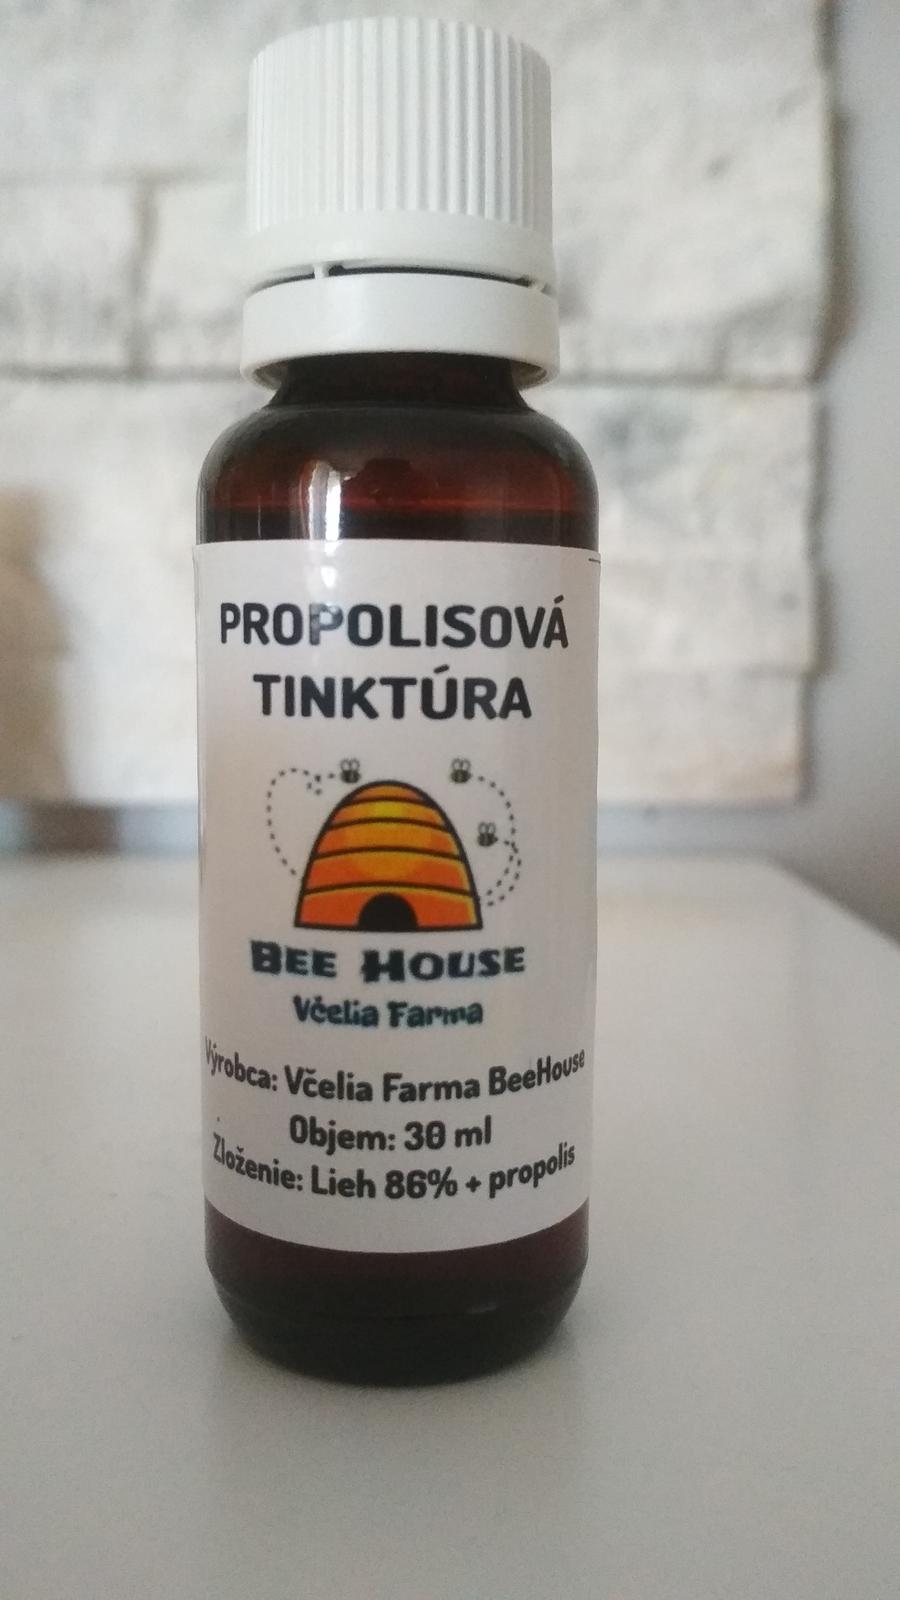 PROPOLISOVÁ
TINKTÚRA
BEE HOUSE
Včelia Farma
Výrobca: Včelia Farma BeeHouse
Objem: 30 ml
Zloženie: Lieh 86% + propolis